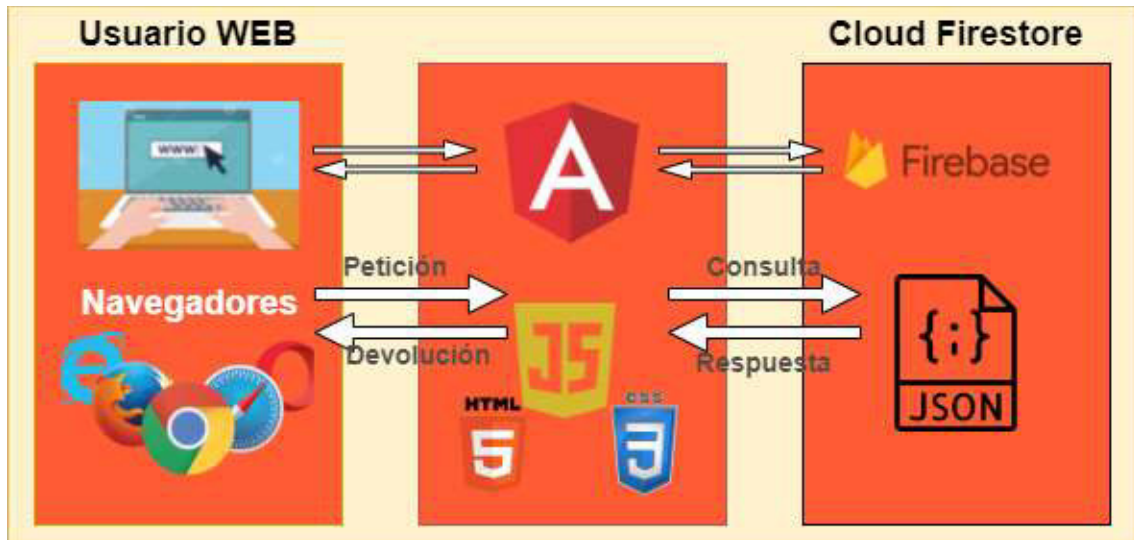 Usuario WEB
Cloud Firestore
WWW.
Firebase
Petición
Consulta
Navegadores
Devolución
Respuesta
JS
HTML
5
CSS
3
{;}
JSON